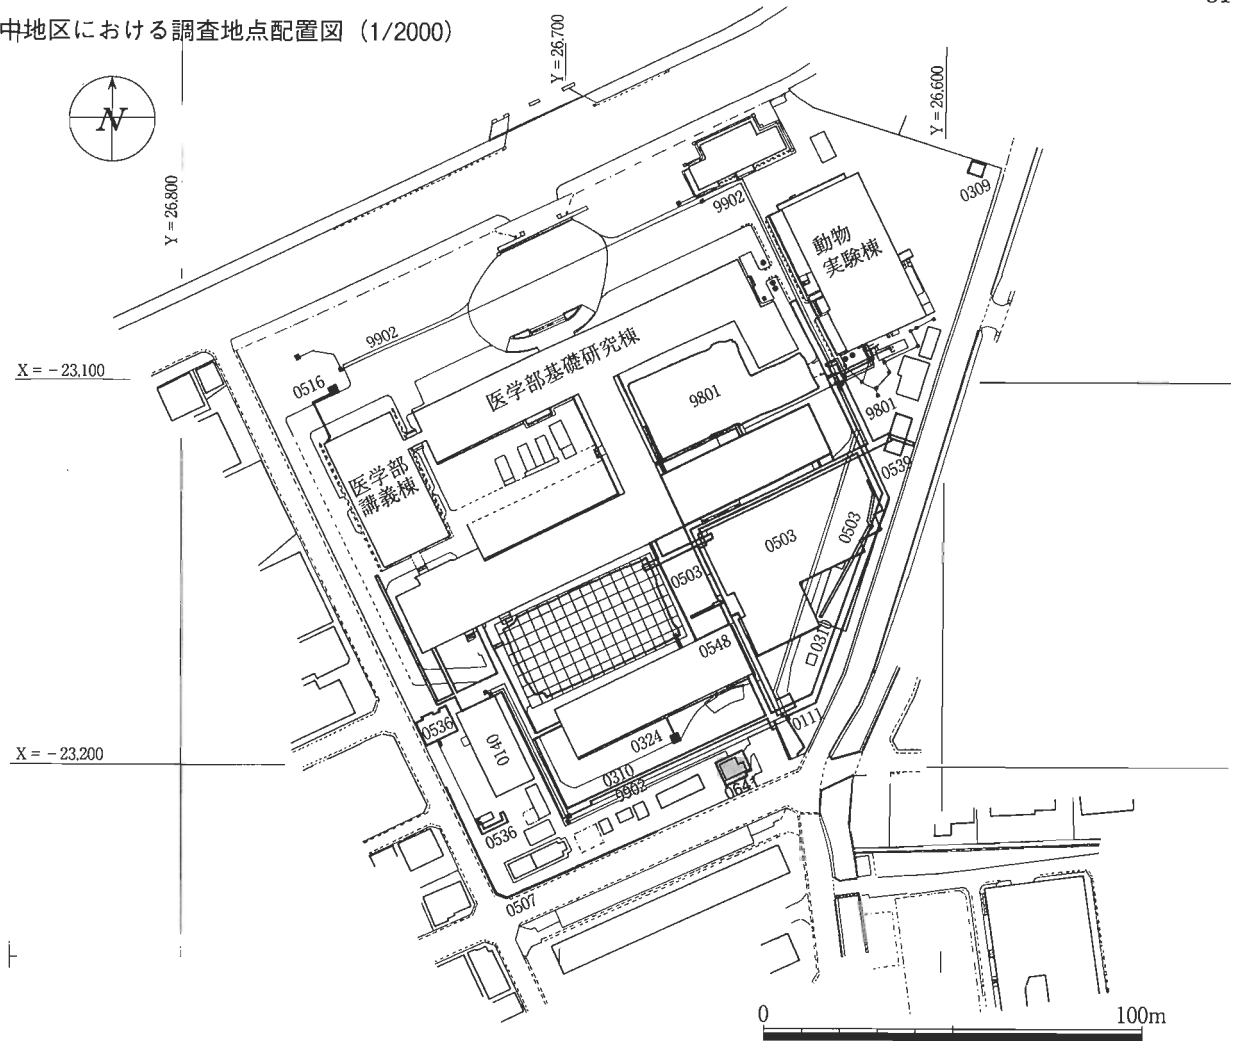 中地区における調査地点配置図（1/2000）
N
Y = 26.700
Y = 26.600
Y = 26.800
0309
9902
動物
実験棟
9902
X = −23,100
0516
医学部基礎研究棟
9801
9801
医学部
講義棟
0539
0503
0503
0503
0310
0548
0536
0140
0324
0111
X = −23,200
0310
9902
0641
0536
0507
0
100m